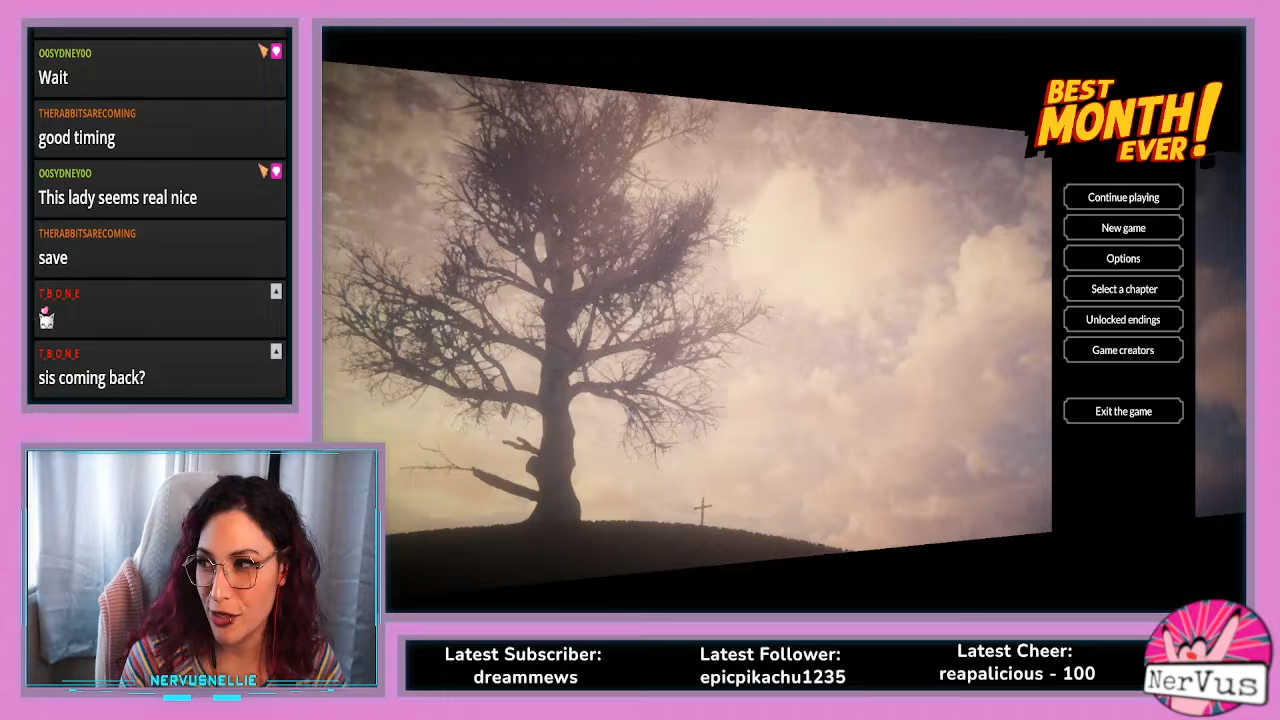 O0SYDNEY0O
Wait
THERABBITSARECOMING
good timing
O0SYDNEY0O
This lady seems real nice
THERABBITSARECOMING
save
T_B_O_N_E
T_B_O_N_E
sis coming back?
BEST
MONTH!
EVER
Continue playing
New game
Options
Select a chapter
Unlocked endings
Game creators
Exit the game
NERVUSNELLIE
Latest Subscriber:
dreammews
Latest Follower:
epicpikachu1235
Latest Cheer:
reapalicious - 100
NerVus